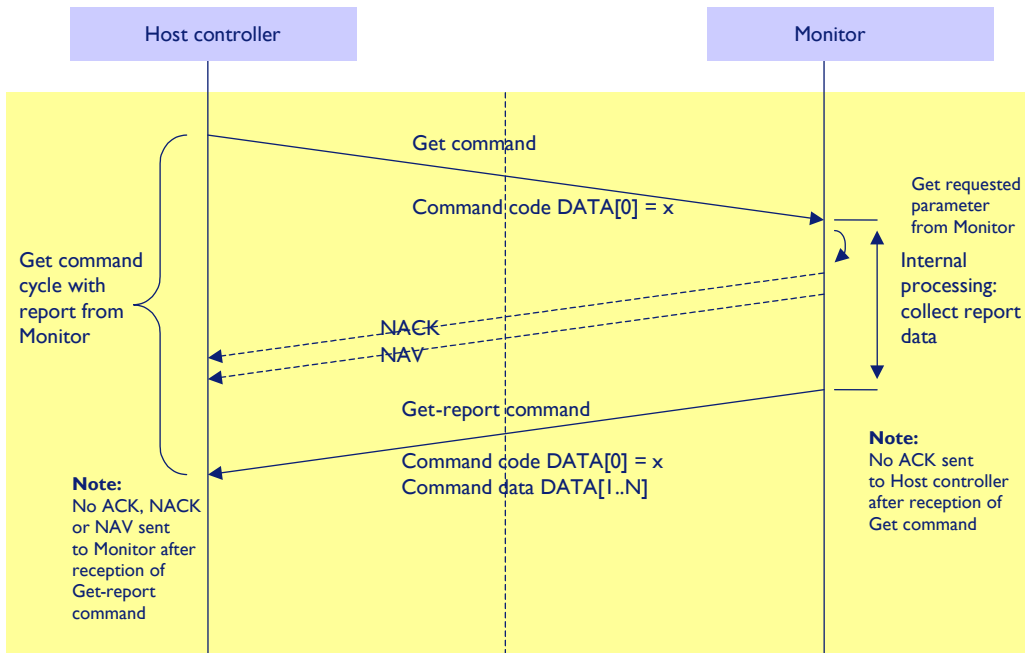 Host controller
Monitor
Get command
Command code DATA[0] = x
Get requested
parameter
from Monitor
Get command
cycle with
report from
Monitor
Internal
processing:
collect report
data
NACK
NAV
Get-report command
Command code DATA[0] = x
Command data DATA[1..N]
Note:
No ACK sent
to Host controller
after reception of
Get command
Note:
No ACK, NACK
or NAV sent
to Monitor after
reception of
Get-report
command